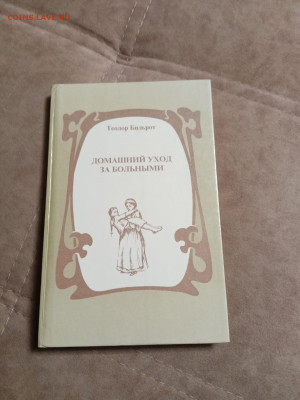 Теодор Бильрот
ДОМАШНИЙ УХОД
ЗА БОЛЬНЫМИ